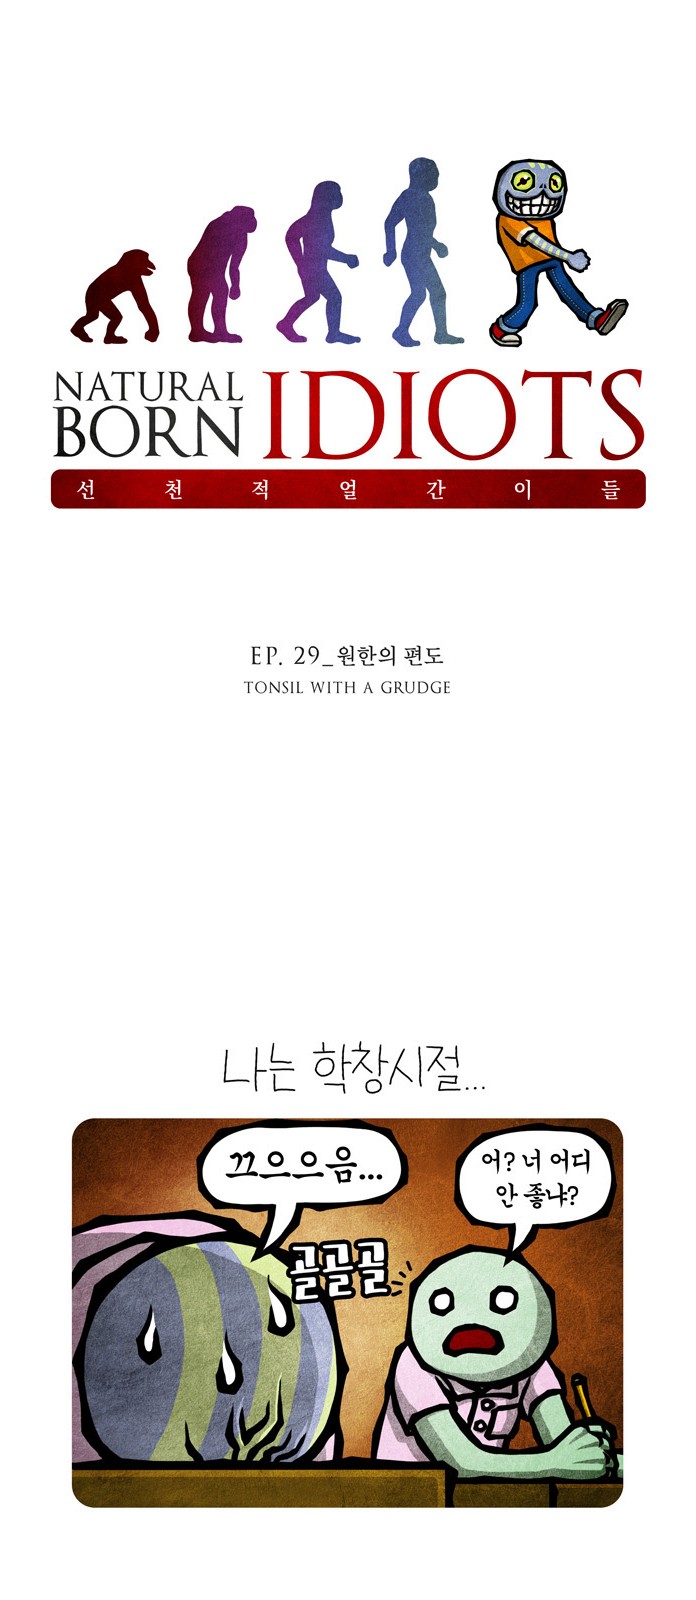 NATURAL
BORN IDIOTS
선천적얼간이들
EP. 29_원한의 편도
TONSIL WITH A GRUDGE
나는 학창시절...
끄으으음...
어? 너 어디
안 좋냐?
골골골